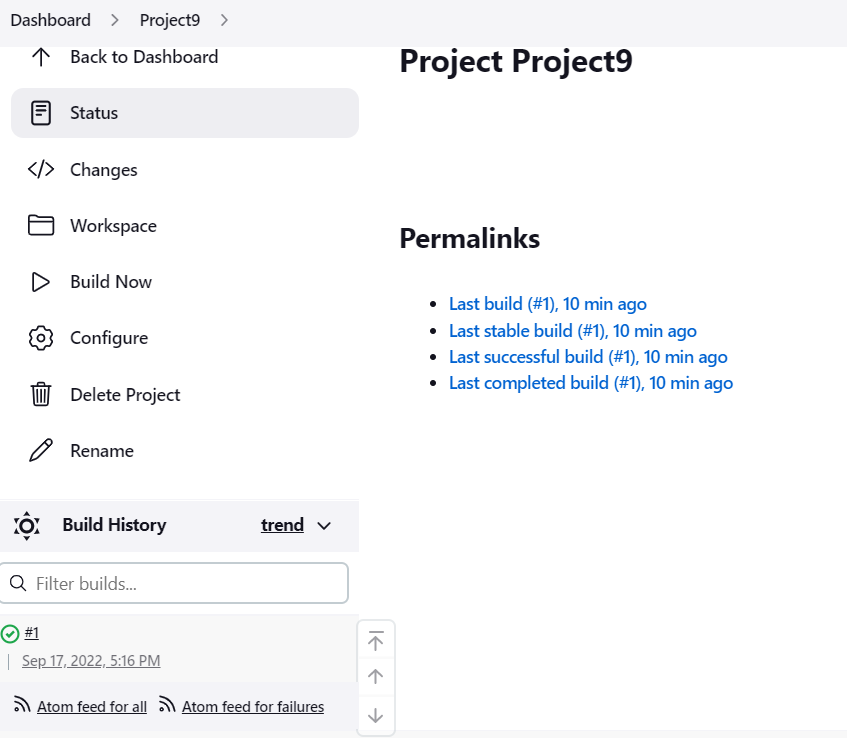 Dashboard
Project9
Back to Dashboard
Status
Changes
Workspace
Build Now
Configure
Delete Project
Rename
Build History
trend
Filter builds...
#1
Sep 17, 2022, 5:16 PM
Atom feed for all
Atom feed for failures
Project Project9
Permalinks
Last build (#1), 10 min ago
Last stable build (#1), 10 min ago
Last successful build (#1), 10 min ago
Last completed build (#1), 10 min ago